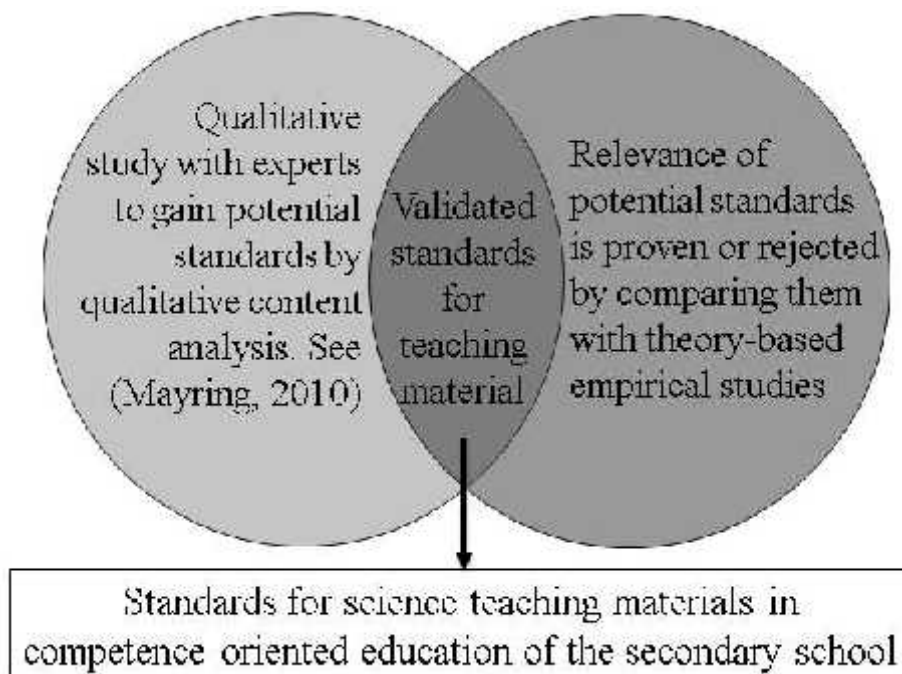 Qualitative
study with experts
to gain potential
standards by
qualitative content
analysis. See
(Mayring, 2010)
Validated
standards
for
teaching
material
Relevance of
potential standards
is proven or rejected
by comparing them
with theory-based
empirical studies
Standards for science teaching materials in
competence oriented education of the secondary school